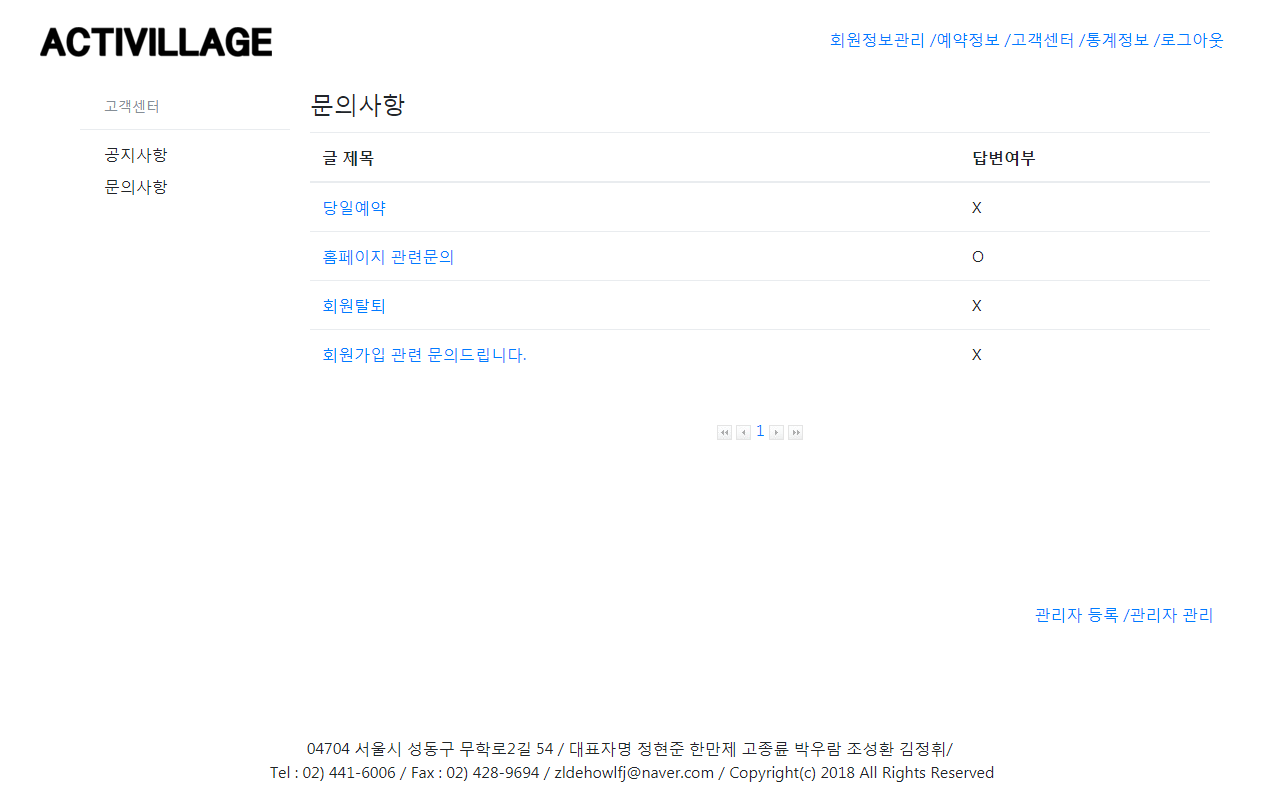 ACTIVILLAGE
회원정보관리 /예약정보 /고객센터 /통계정보 /로그아웃
고객센터
공지사항
문의사항
문의사항
글 제목 답변여부
당일예약 X
홈페이지 관련문의 O
회원탈퇴 X
회원가입 관련 문의드립니다. X
1
관리자 등록 /관리자 관리
04704 서울시 성동구 무학로2길 54 / 대표자명 정현준 한만제 고종륜 박우람 조성환 김정휘/
Tel : 02) 441-6006 / Fax : 02) 428-9694 / zldehowlfj@naver.com / Copyright(c) 2018 All Rights Reserved